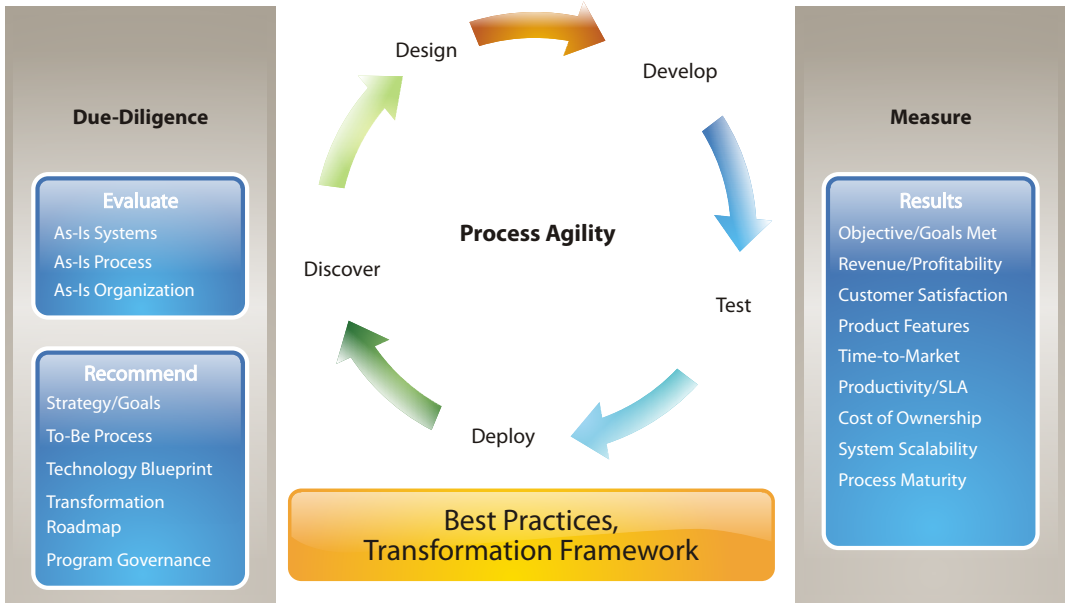 Due-Diligence
Evaluate
As-Is Systems
As-Is Process
As-Is Organization
Recommend
Strategy/Goals
To-Be Process
Technology Blueprint
Transformation
Roadmap
Program Governance
Design
Develop
Process Agility
Discover
Test
Deploy
Best Practices,
Transformation Framework
Measure
Results
Objective/Goals Met
Revenue/Profitability
Customer Satisfaction
Product Features
Time-to-Market
Productivity/SLA
Cost of Ownership
System Scalability
Process Maturity